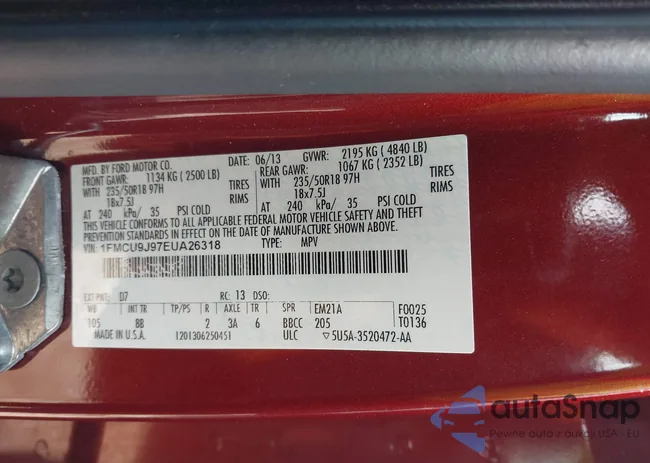 MFD. BY FORD MOTOR CO. DATE: 06/13 GVWR: 2195 KG ( 4840 LB)
FRONT GAWR: 1134 KG ( 2500 LB) REAR GAWR: 1067 KG ( 2352 LB)
WITH 235/50R18 97H TIRES WITH 235/50R18 97H TIRES
18x7.5J RIMS 18x7.5J RIMS
AT 240 kPa/ 35 PSI COLD AT 240 kPa/ 35 PSI COLD
THIS VEHICLE CONFORMS TO ALL APPLICABLE FEDERAL MOTOR VEHICLE SAFETY AND THEFT
PREVENTION STANDARDS IN EFFECT ON THE DATE OF MANUFACTURE SHOWN ABOVE.
VIN: 1FMCU9J97EUA26318 TYPE: MPV
EXT PNT: D7 RC: 13 DSO:
WB INT TR TP/PS R AXLE TR SPR EM21A F0025
105 8B 2 3A 6 BBCC 205 T0136
MADE IN U.S.A. 1201306250451 ULC ▽5U5A-3520472-AA
autoSnap
Pewne auto z aukcji USA - EU